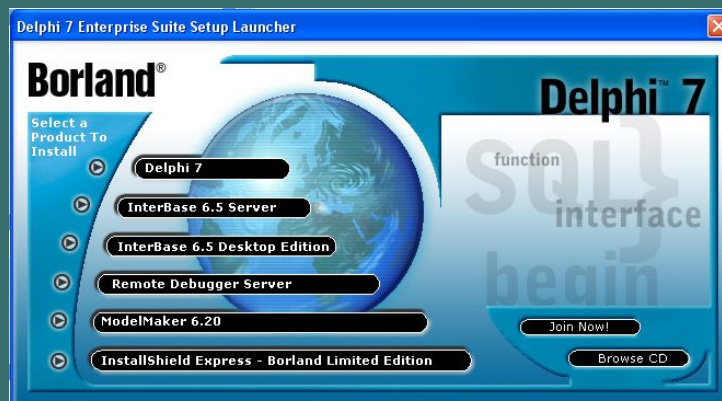 Delphi 7 Enterprise Suite Setup Launcher
Borland®
Delphi™ 7
Select a
Product To
Install
Delphi 7
InterBase 6.5 Server
InterBase 6.5 Desktop Edition
Remote Debugger Server
ModelMaker 6.20
InstallShield Express - Borland Limited Edition
function
SQL}
interface
begin
Join Now!
Browse CD